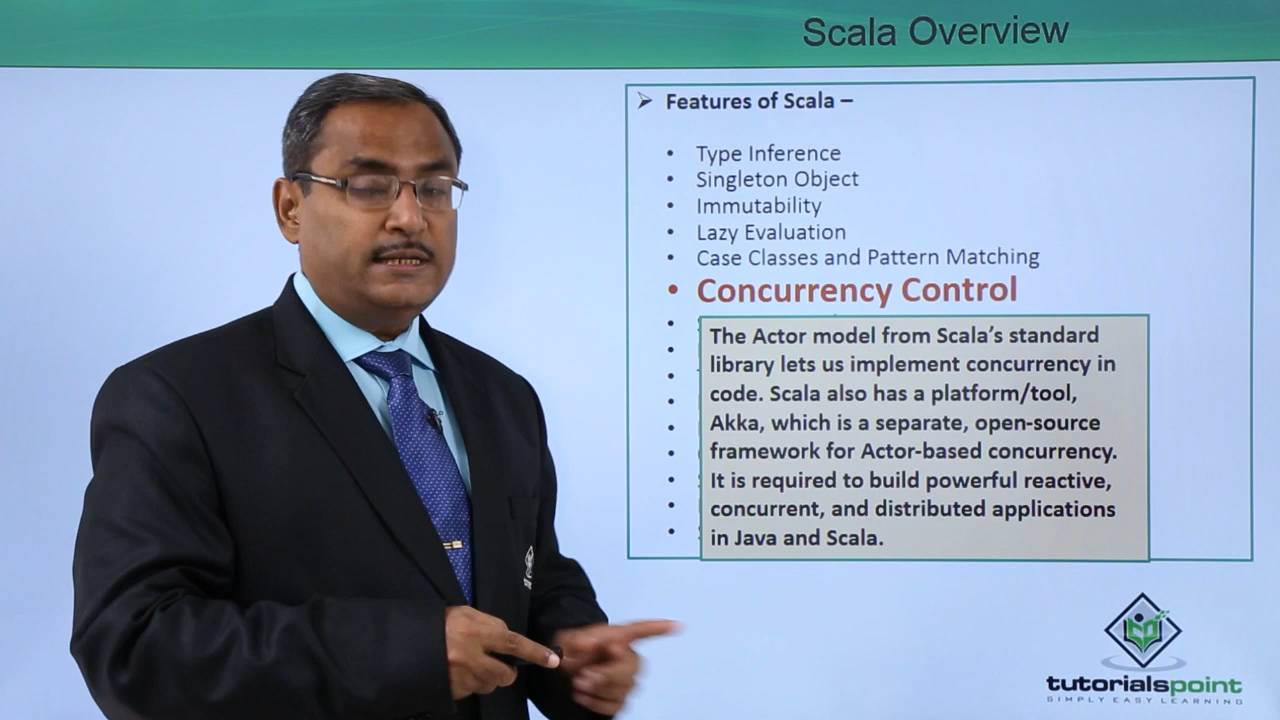 Scala Overview
➢ Features of Scala –
• Type Inference
• Singleton Object
• Immutability
• Lazy Evaluation
• Case Classes and Pattern Matching
• Concurrency Control
The Actor model from Scala's standard
library lets us implement concurrency in
code. Scala also has a platform/tool,
Akka, which is a separate, open-source
framework for Actor-based concurrency.
It is required to build powerful reactive,
concurrent, and distributed applications
in Java and Scala.
tutorialspoint
SIMPLY EASY LEARNING